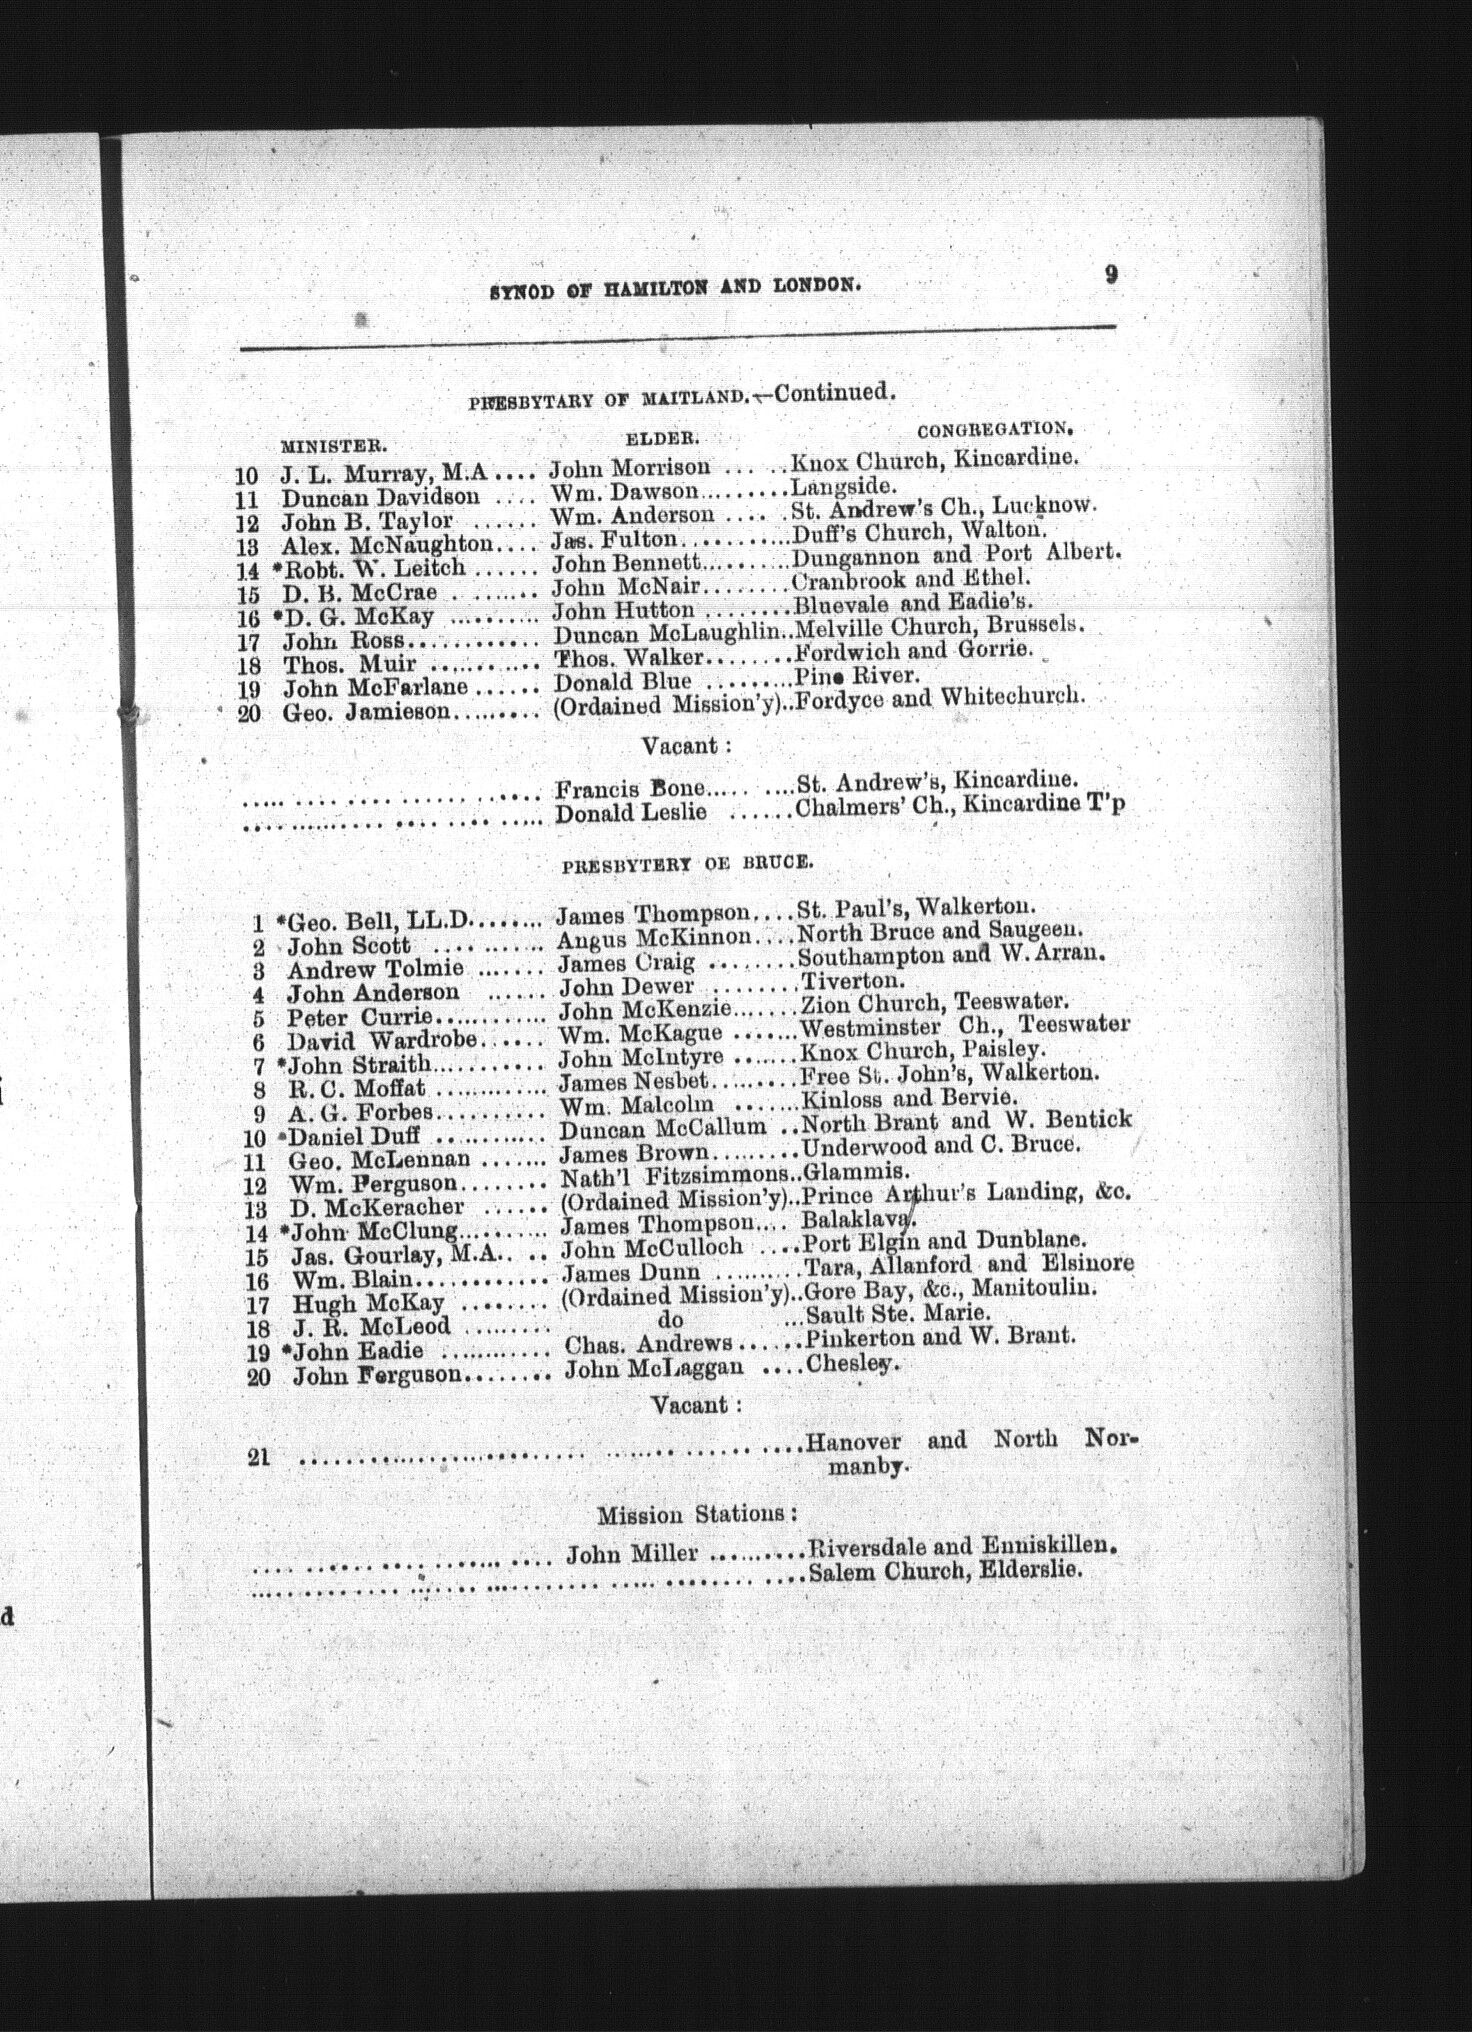 SYNOD OF HAMILTON AND LONDON. 9
PRESBYTARY OF MAITLAND.—Continued.
MINISTER. ELDER. CONGREGATION.
10 J. L. Murray, M.A .... John Morrison ... ..Knox Church, Kincardine.
11 Duncan Davidson .... Wm. Dawson.........Langside.
12 John B. Taylor ...... Wm. Anderson .... .St. Andrew's Ch., Lucknow.
13 Alex. McNaughton.... Jas. Fulton..........Duff's Church, Walton.
14 *Robt. W. Leitch ...... John Bennett.........Dungannon and Port Albert.
15 D. B. McCrae ........ John McNair........Cranbrook and Ethel.
16 *D. G. McKay .......... John Hutton ........Bluevale and Eadie's.
17 John Ross............ Duncan McLaughlin..Melville Church, Brussels.
18 Thos. Muir .......... Thos. Walker........Fordwich and Gorrie.
19 John McFarlane...... Donald Blue .........Pine River.
20 Geo. Jamieson......... (Ordained Mission'y)..Fordyce and Whitechurch.
Vacant :
..... .... .... ....... ... .... Francis Bone..... ....St. Andrew's, Kincardine.
.... .......... .... .... ..... Donald Leslie ......Chalmers' Ch., Kincardine T'p
PRESBYTERY OE BRUCE.
1 *Geo. Bell, LL.D........ James Thompson....St. Paul's, Walkerton.
2 John Scott .... ....... Angus McKinnon....North Bruce and Saugeen.
3 Andrew Tolmie ....... James Craig ........Southampton and W. Arran.
4 John Anderson ...... John Dewer ........Tiverton.
5 Peter Currie............ John McKenzie.......Zion Church, Teeswater.
6 David Wardrobe...... Wm. McKague .......Westminster Ch., Teeswater
7 *John Straith........... John McIntyre .......Knox Church, Paisley.
8 R. C. Moffat ............ James Nesbet.........Free St. John's, Walkerton.
9 A. G. Forbes.......... Wm. Malcolm .......Kinloss and Bervie.
10 *Daniel Duff ........... Duncan McCallum ..North Brant and W. Bentick
11 Geo. McLennan ....... James Brown.........Underwood and C. Bruce.
12 Wm. Ferguson........ Nath'l Fitzsimmons..Glammis.
13 D. McKeracher ...... (Ordained Mission'y)..Prince Arthur's Landing, &c.
14 *John McClung.......... James Thompson.... Balaklava.
15 Jas. Gourlay, M.A.. .. John McCulloch ....Port Elgin and Dunblane.
16 Wm. Blain............ James Dunn ..........Tara, Allanford and Elsinore
17 Hugh McKay ........ (Ordained Mission'y)..Gore Bay, &c., Manitoulin.
18 J. R. McLeod ......... do ...Sault Ste. Marie.
19 *John Eadie ............ Chas. Andrews......Pinkerton and W. Brant.
20 John Ferguson........ John McLaggan ....Chesley.
Vacant :
21 ......................... ....... ...... ....Hanover and North Nor-
manby.
Mission Stations :
.... .... .... ....... .... John Miller ..........Riversdale and Enniskillen.
............. ...... .......... ..... ........ ....Salem Church, Elderslie.
d